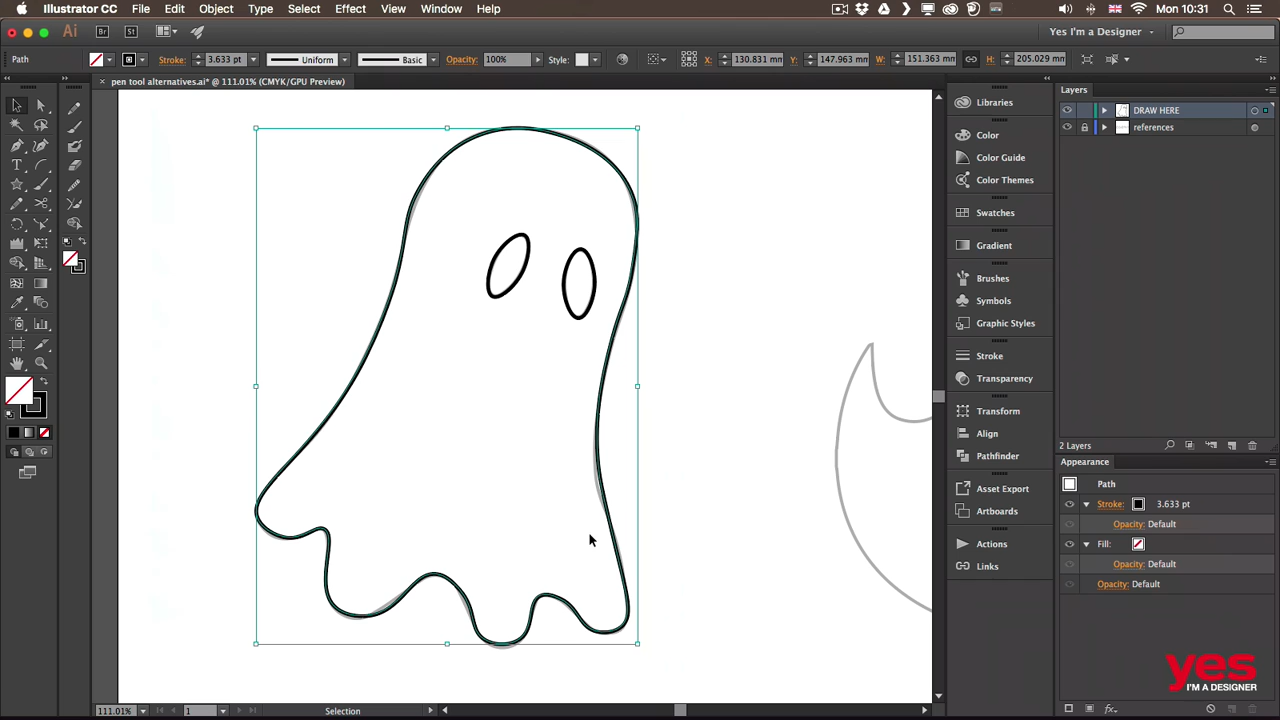 Illustrator CC File Edit Object Type Select Effect View Window Help Mon 10:31
Ai Br St Yes I'm a Designer
Path Stroke: 3.633 pt Uniform Basic Opacity: 100% Style: X: 130.831 mm Y: 147.963 mm W: 151.363 mm H: 205.029 mm
× pen tool alternatives.ai* @ 111.01% (CMYK/GPU Preview)
Layers
Libraries
DRAW HERE
references
Color
Color Guide
Color Themes
Swatches
Gradient
Brushes
Symbols
Graphic Styles
Stroke
Transparency
Transform
Align
Pathfinder
2 Layers
Appearance
Path
Asset Export
Stroke: 3.633 pt
Artboards
Opacity: Default
Actions
Fill:
Links
Opacity: Default
Opacity: Default
yes
I'M A DESIGNER
111.01% 1 Selection
fx